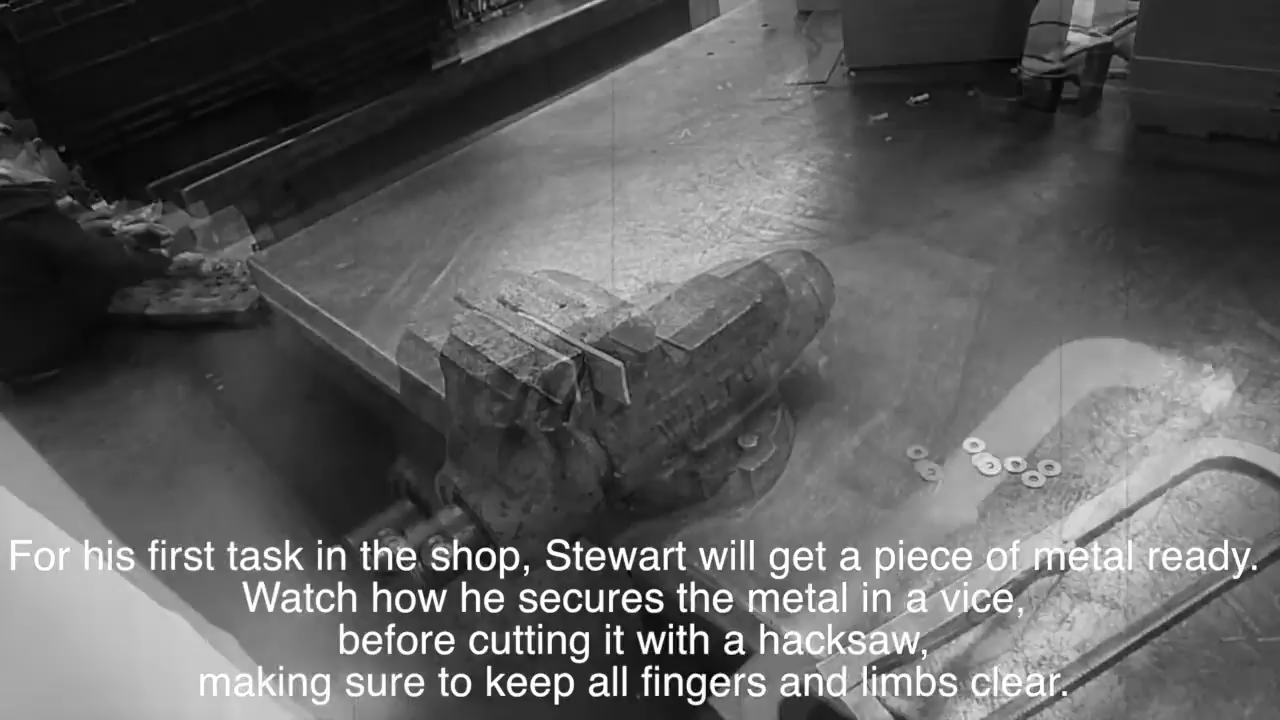 For his first task in the shop, Stewart will get a piece of metal ready.
Watch how he secures the metal in a vice,
before cutting it with a hacksaw,
making sure to keep all fingers and limbs clear.